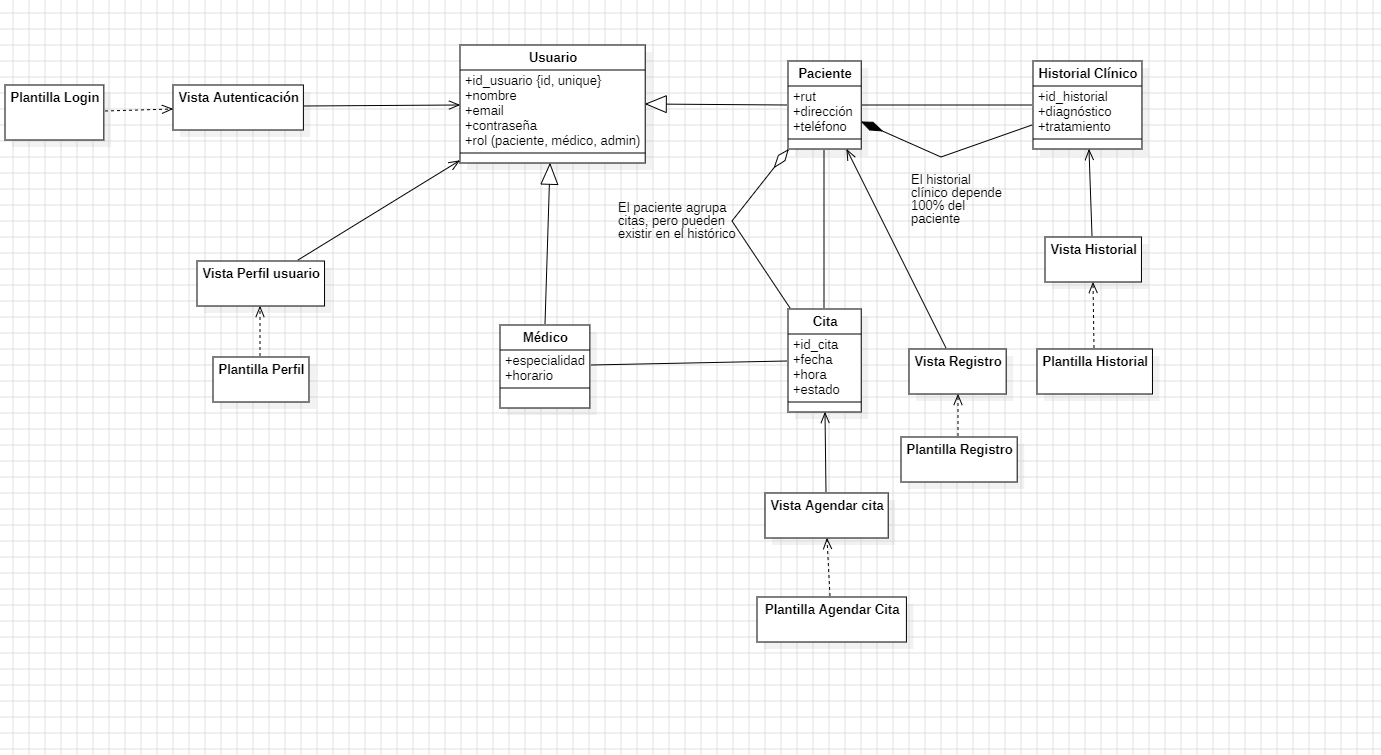 Plantilla Login
Vista Autenticación
Usuario
+id_usuario {id, unique}
+nombre
+email
+contraseña
+rol (paciente, médico, admin)
Paciente
+rut
+dirección
+teléfono
Historial Clínico
+id_historial
+diagnóstico
+tratamiento
El historial
clínico depende
100% del
paciente
El paciente agrupa
citas, pero pueden
existir en el histórico
Vista Perfil usuario
Plantilla Perfil
Médico
+especialidad
+horario
Cita
+id_cita
+fecha
+hora
+estado
Vista Historial
Vista Registro
Plantilla Historial
Plantilla Registro
Vista Agendar cita
Plantilla Agendar Cita